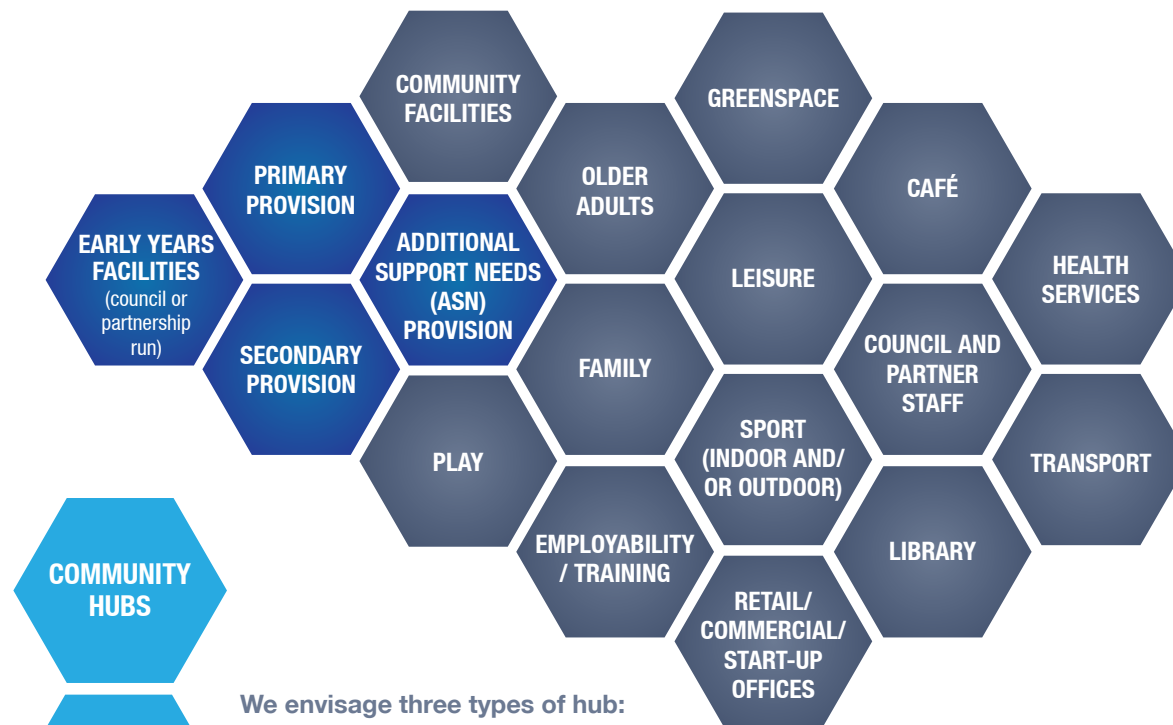 COMMUNITY
FACILITIES
GREENSPACE
PRIMARY
PROVISION
OLDER
ADULTS
CAFÉ
EARLY YEARS
FACILITIES
(council or
partnership
run)
ADDITIONAL
SUPPORT NEEDS
(ASN)
PROVISION
LEISURE
HEALTH
SERVICES
SECONDARY
PROVISION
FAMILY
COUNCIL AND
PARTNER
STAFF
PLAY
SPORT
(INDOOR AND/
OR OUTDOOR)
TRANSPORT
EMPLOYABILITY
/ TRAINING
LIBRARY
COMMUNITY
HUBS
RETAIL/
COMMERCIAL/
START-UP
OFFICES
We envisage three types of hub: